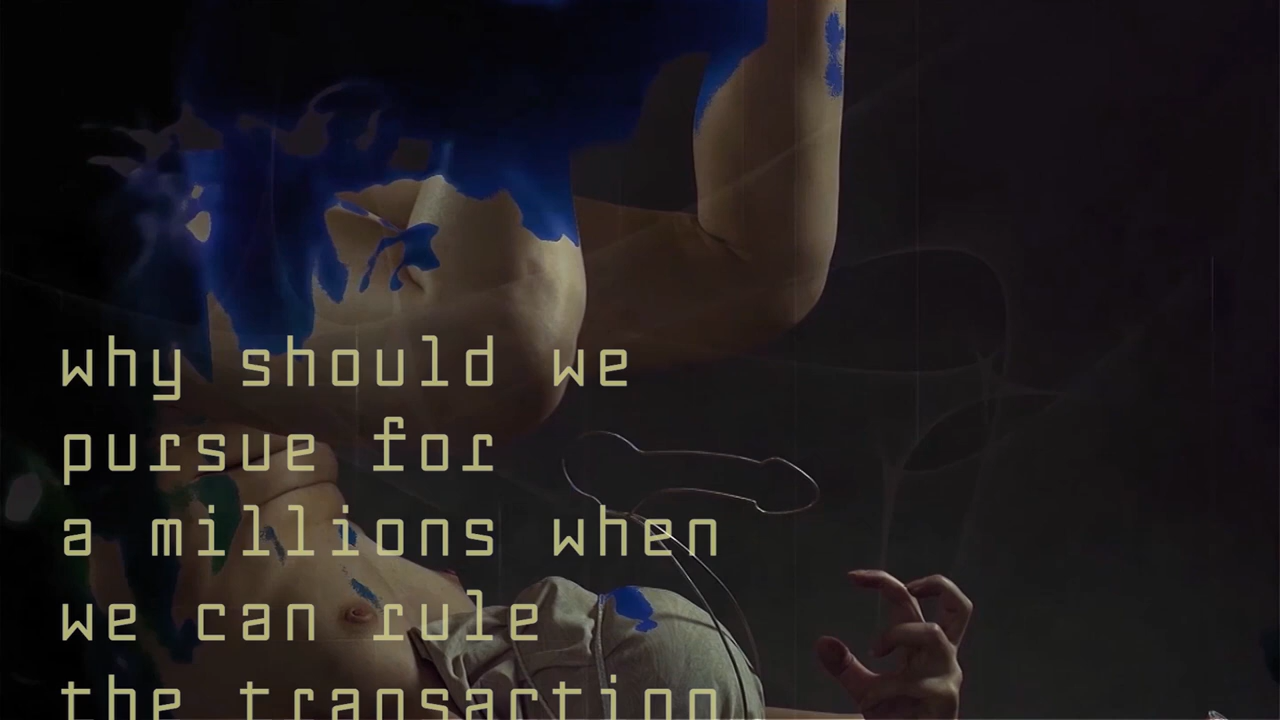 why should we
pursue for
a millions when
we can rule
the transaction